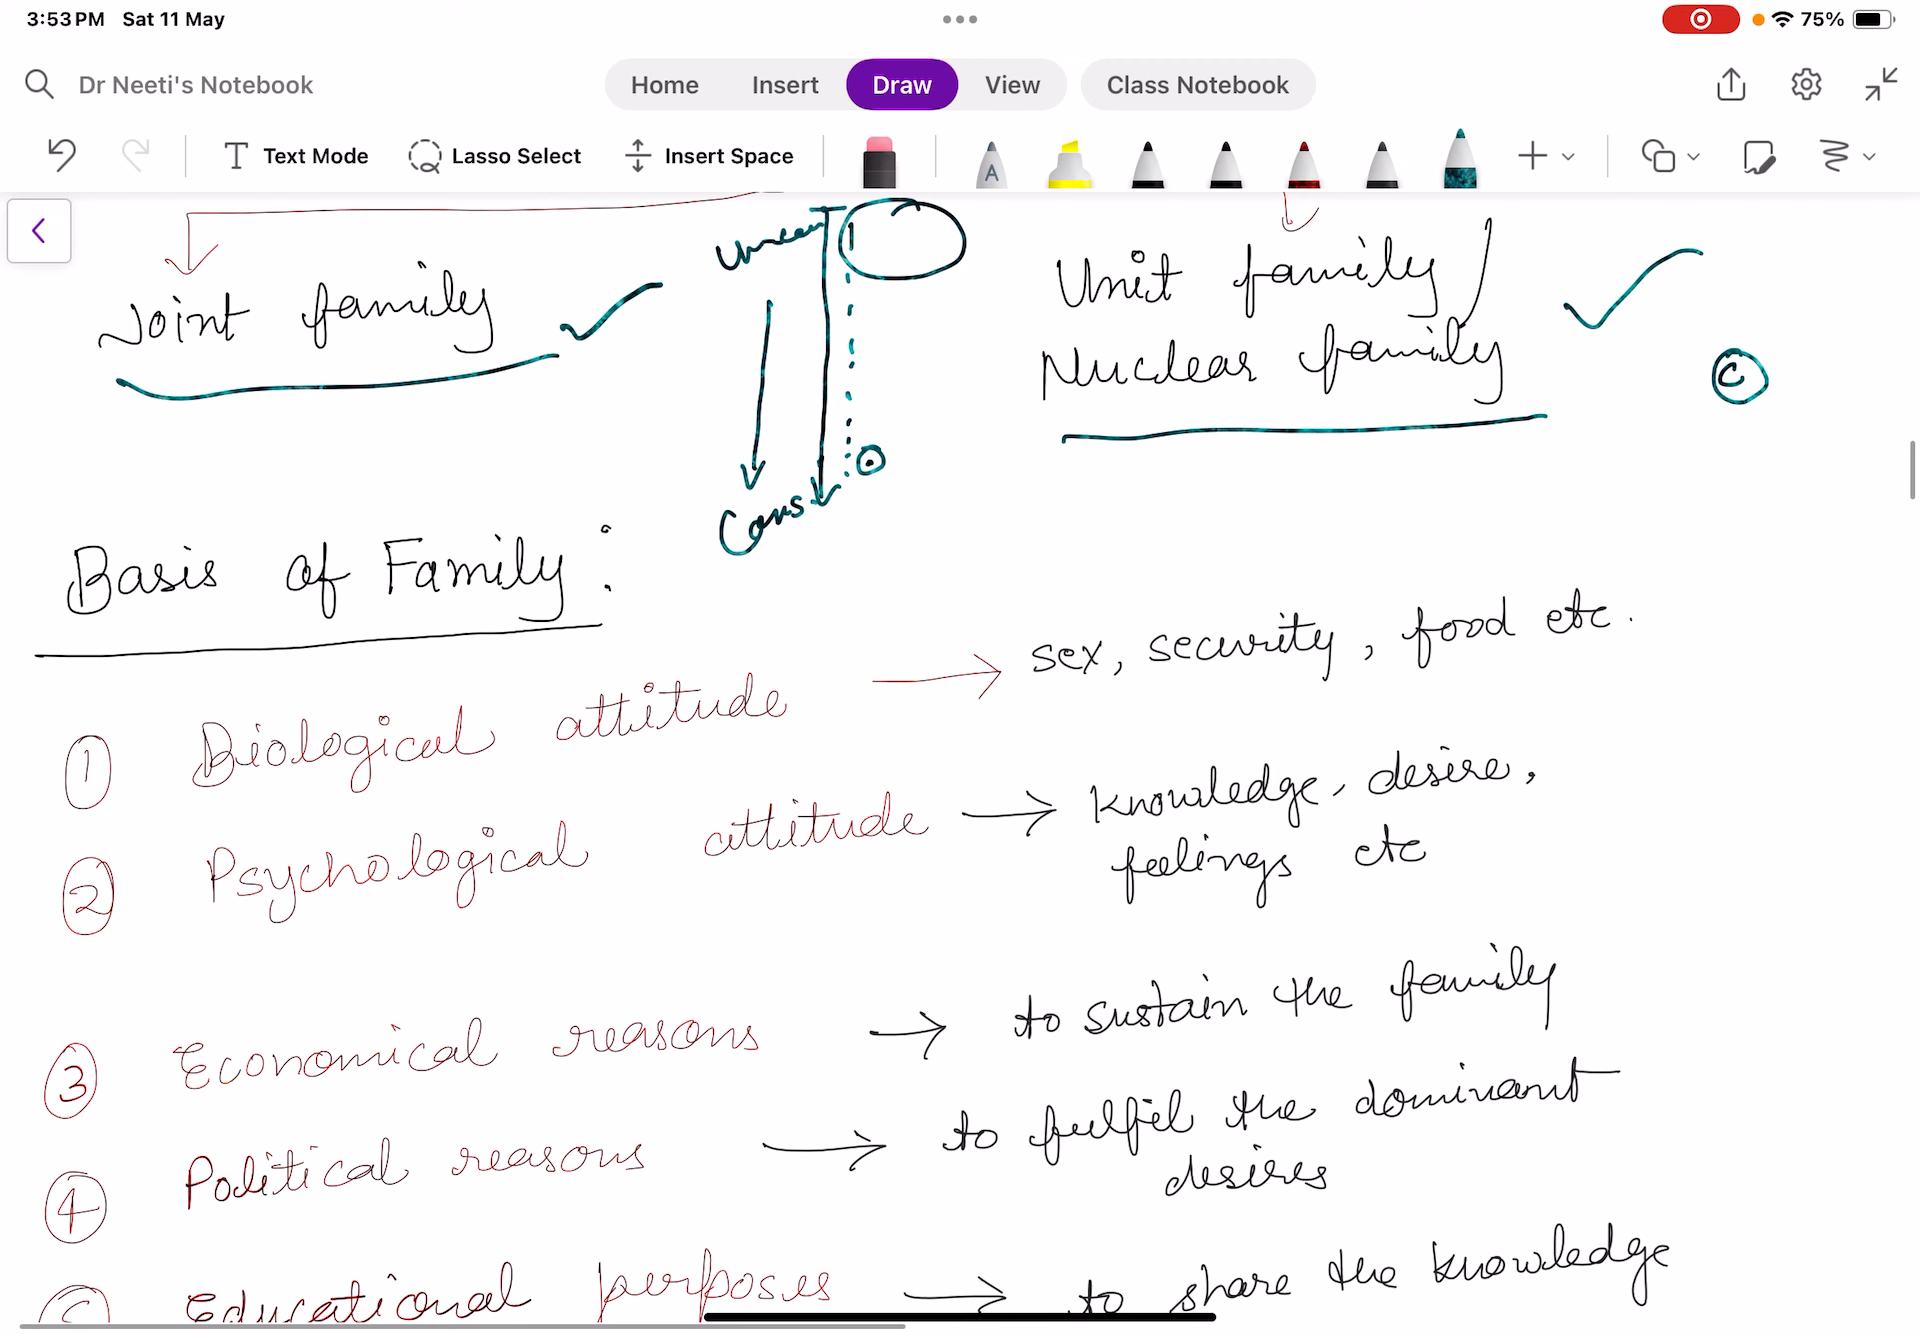 3:53 PM Sat 11 May
75%
Dr Neeti's Notebook
Home Insert Draw View Class Notebook
Text Mode Lasso Select Insert Space
A
Joint family
Unit family /
Nuclear family
C
Cons
Basis of Family :
1 Biological attitude → sex, security, food etc.
2 Psychological attitude → knowledge, desire,
feelings etc
3 Economical reasons → to sustain the family
4 Political reasons → to fulfil the dominant
desires
Educational perposes → to share the knowledge